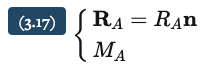 (3.17) { R_A = R_A n
M_A